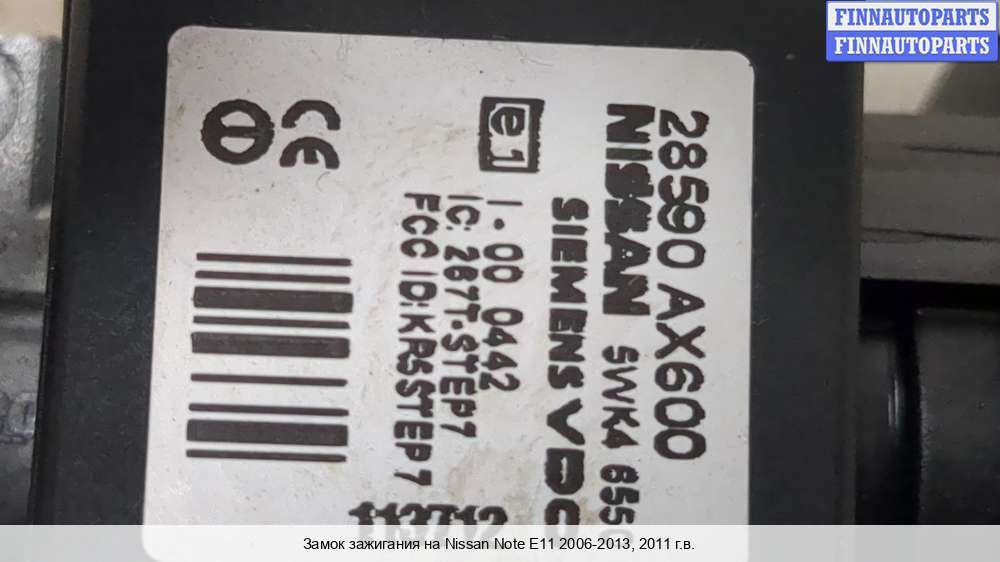 FINNAUTOPARTS
FINNAUTOPARTS
28590 AX600
NISSAN 5WK4
SIEMENS VDO
e1
I - 00 0442
IC: 267T-STEP7
FCC ID:KR5STEP7
CE
Замок зажигания на Nissan Note E11 2006-2013, 2011 г.в.